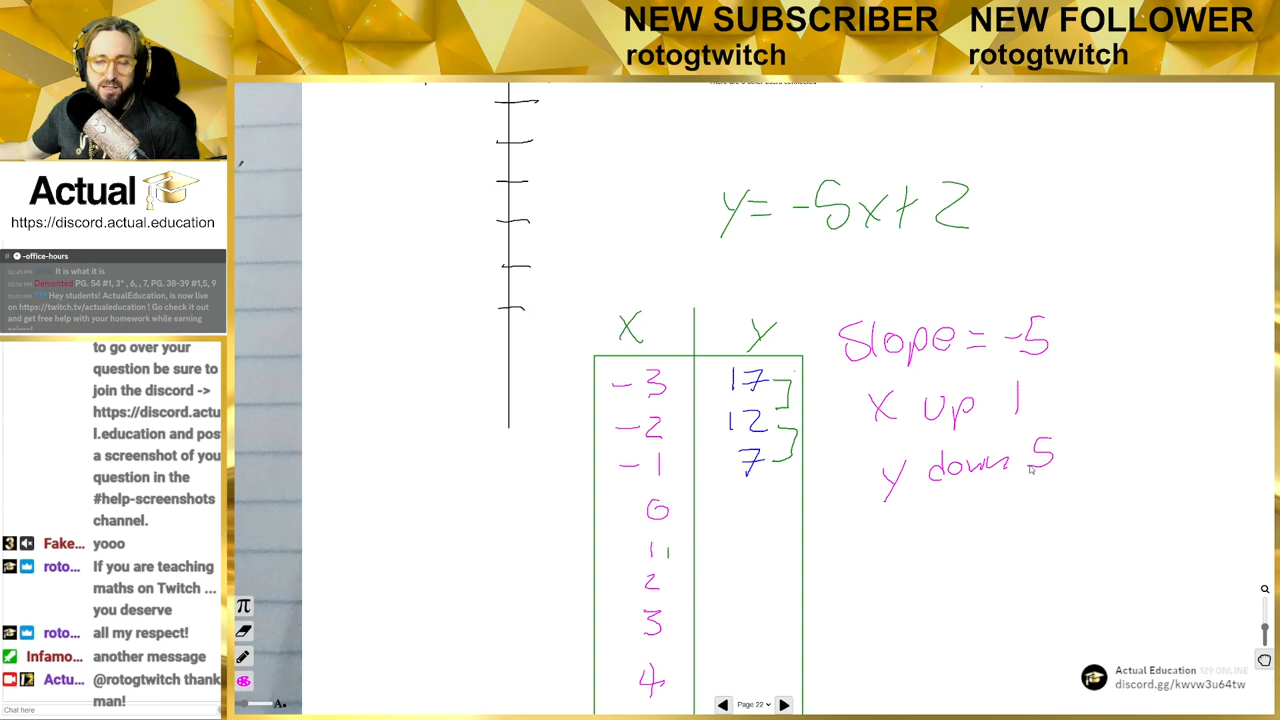 NEW SUBSCRIBER
rotogtwitch
NEW FOLLOWER
rotogtwitch
Actual
https://discord.actual.education
# -office-hours
It is what it is
Demented PG. 54 #1, 3* , 6, , 7, PG. 38-39 #1,5, 9
Hey students! ActualEducation, is now live
on https://twitch.tv/actualeducation ! Go check it out
and get free help with your homework while earning
to go over your
question be sure to
join the discord ->
https://discord.actu
l.education and pos
a screenshot of you
question in the
#help-screenshots
channel.
Fake... yooo
roto... If you are teaching
maths on Twitch ...
you deserve
roto... all my respect!
Infamo... another message
Actu... @rotogtwitch thank
man!
Chat here
y= -5x+2
X Y
-3 17
-2 12
-1 7
0
1
2
3
4
Slope = -5
X up 1
y down 5
π
A.
Page 22
Actual Education 129 ONLINE
discord.gg/kwvw3u64tw